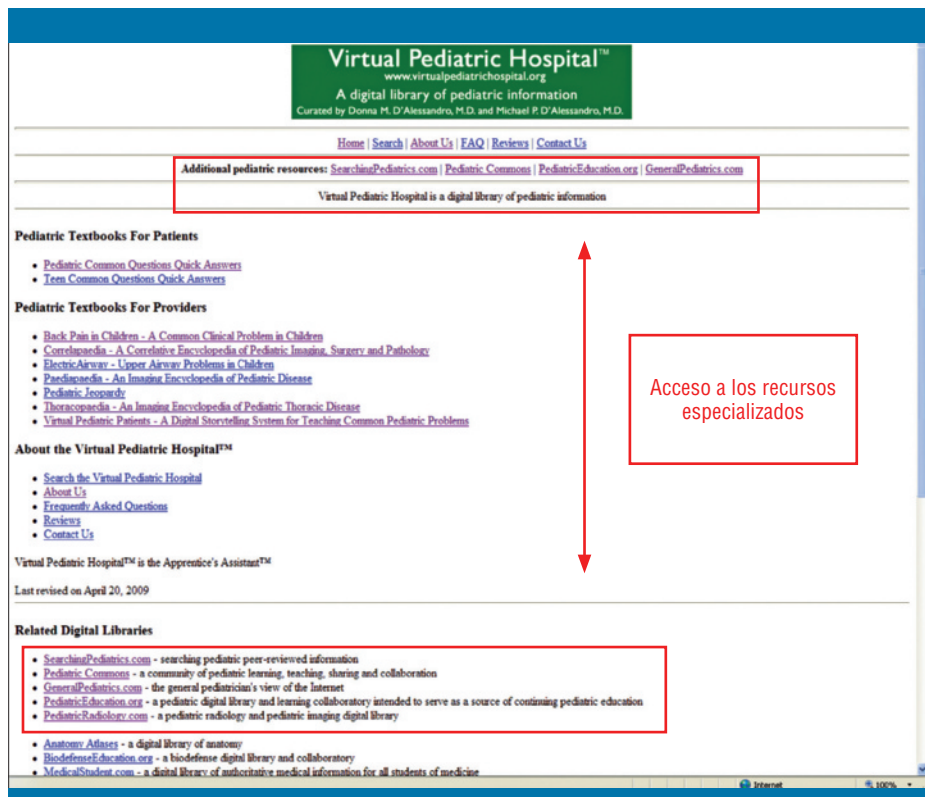 Virtual Pediatric Hospital™
www.virtualpediatrichospital.org
A digital library of pediatric information
Curated by Donna M. D'Alessandro, M.D. and Michael P. D'Alessandro, M.D.
Home | Search | About Us | FAQ | Reviews | Contact Us
Additional pediatric resources: SearchingPediatrics.com | Pediatric Commons | PediatricEducation.org | GeneralPediatrics.com
Virtual Pediatric Hospital is a digital library of pediatric information
Pediatric Textbooks For Patients
• Pediatric Common Questions Quick Answers
• Teen Common Questions Quick Answers
Pediatric Textbooks For Providers
• Back Pain in Children - A Common Clinical Problem in Children
• Correlapaedia - A Correlative Encyclopedia of Pediatric Imaging, Surgery and Pathology
• ElectricAirway - Upper Airway Problems in Children
• Paediapaedia - An Imaging Encyclopedia of Pediatric Disease
• Pediatric Jeopardy
• Thoracopaedia - An Imaging Encyclopedia of Pediatric Thoracic Disease
• Virtual Pediatric Patients - A Digital Storytelling System for Teaching Common Pediatric Problems
Acceso a los recursos
especializados
About the Virtual Pediatric Hospital™
• Search the Virtual Pediatric Hospital
• About Us
• Frequently Asked Questions
• Reviews
• Contact Us
Virtual Pediatric Hospital™ is the Apprentice's Assistant™
Last revised on April 20, 2009
Related Digital Libraries
• SearchingPediatrics.com - searching pediatric peer-reviewed information
• Pediatric Commons - a community of pediatric learning, teaching, sharing and collaboration
• GeneralPediatrics.com - the general pediatrician's view of the Internet
• PediatricEducation.org - a pediatric digital library and learning collaboratory intended to serve as a source of continuing pediatric education
• PediatricRadiology.com - a pediatric radiology and pediatric imaging digital library
• Anatomy Atlases - a digital library of anatomy
• BiodefenseEducation.org - a biodefense digital library and collaboratory
• MedicalStudent.com - a digital library of authoritative medical information for all students of medicine
Internet
100%